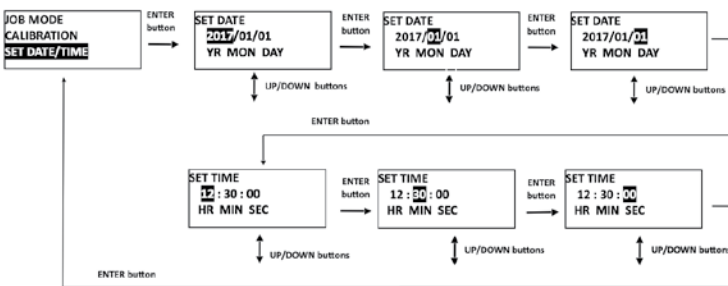 JOB MODE
CALIBRATION
SET DATE/TIME
ENTER
button
SET DATE
2017/01/01
YR MON DAY
ENTER
button
SET DATE
2017/01/01
YR MON DAY
ENTER
button
SET DATE
2017/01/01
YR MON DAY
UP/DOWN buttons
UP/DOWN buttons
UP/DOWN buttons
ENTER button
SET TIME
12 : 30 : 00
HR MIN SEC
ENTER
button
SET TIME
12 : 30 : 00
HR MIN SEC
ENTER
button
SET TIME
12 : 30 : 00
HR MIN SEC
UP/DOWN buttons
UP/DOWN buttons
UP/DOWN buttons
ENTER button